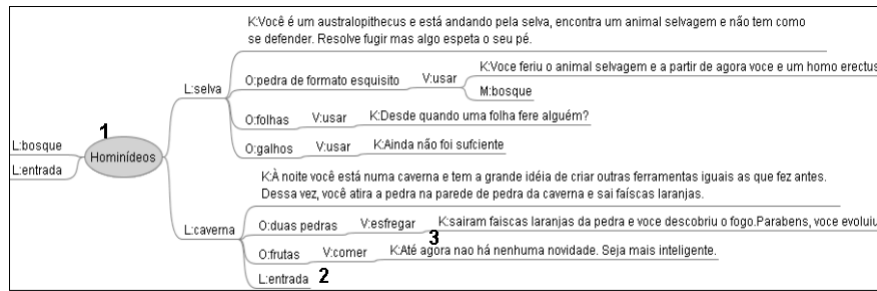 K:Você é um australopithecus e está andando pela selva, encontra um animal selvagem e não tem como
se defender. Resolve fugir mas algo espeta o seu pé.
K:Voce feriu o animal selvagem e a partir de agora voce e um homo erectus
O:pedra de formato esquisito V:usar
L:selva
M:bosque
1
O:folhas V:usar K:Desde quando uma folha fere alguém?
L:bosque
O:galhos V:usar K:Ainda não foi sufciente
Hominídeos
L:entrada
K:À noite você está numa caverna e tem a grande idéia de criar outras ferramentas iguais as que fez antes.
Dessa vez, você atira a pedra na parede de pedra da caverna e sai faíscas laranjas.
O:duas pedras V:esfregar K:sairam faiscas laranjas da pedra e voce descobriu o fogo.Parabens, voce evoluiu
L:caverna
3
O:frutas V:comer K:Até agora nao há nenhuma novidade. Seja mais inteligente.
L:entrada 2